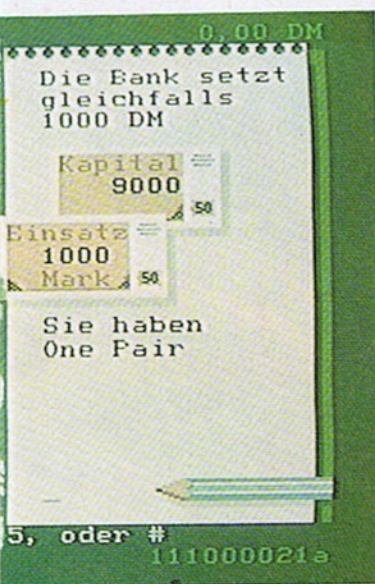 0,00 DM
Die Bank setzt
gleichfalls
1000 DM
Kapital
9000
50
Einsatz
1000
Mark
50
Sie haben
One Pair
5, oder #
111000021a